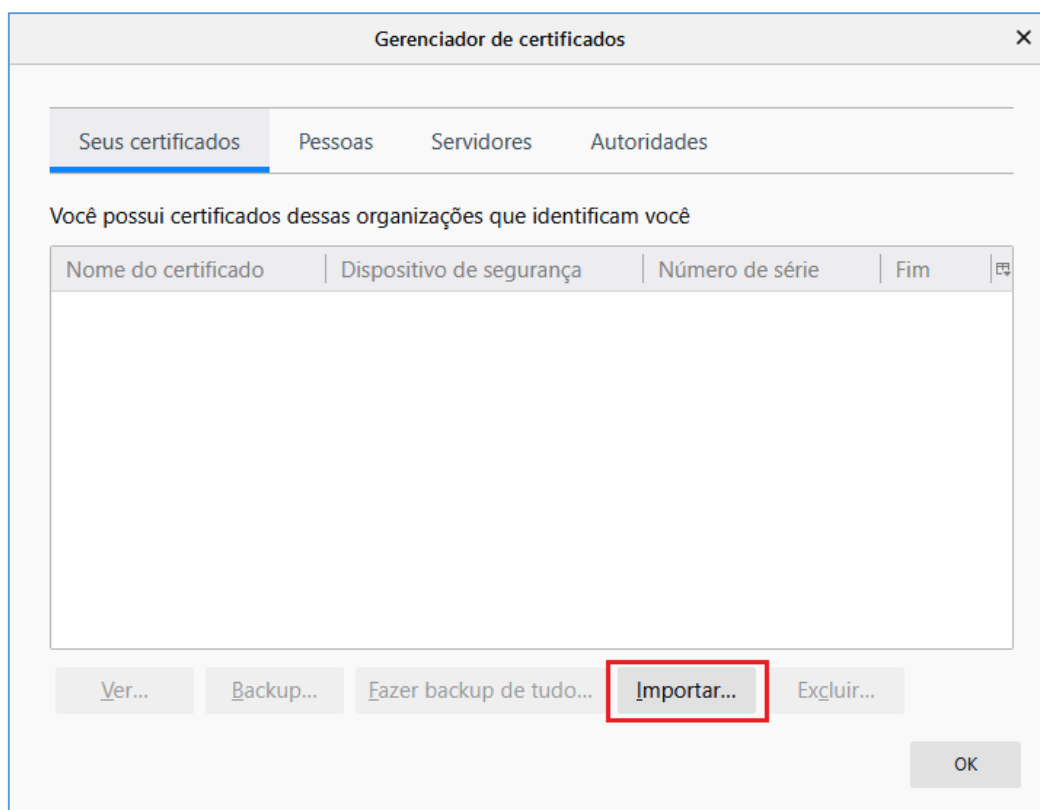 Gerenciador de certificados
Seus certificados Pessoas Servidores Autoridades
Você possui certificados dessas organizações que identificam você
Nome do certificado Dispositivo de segurança Número de série Fim
Ver... Backup... Fazer backup de tudo... Importar... Excluir...
OK